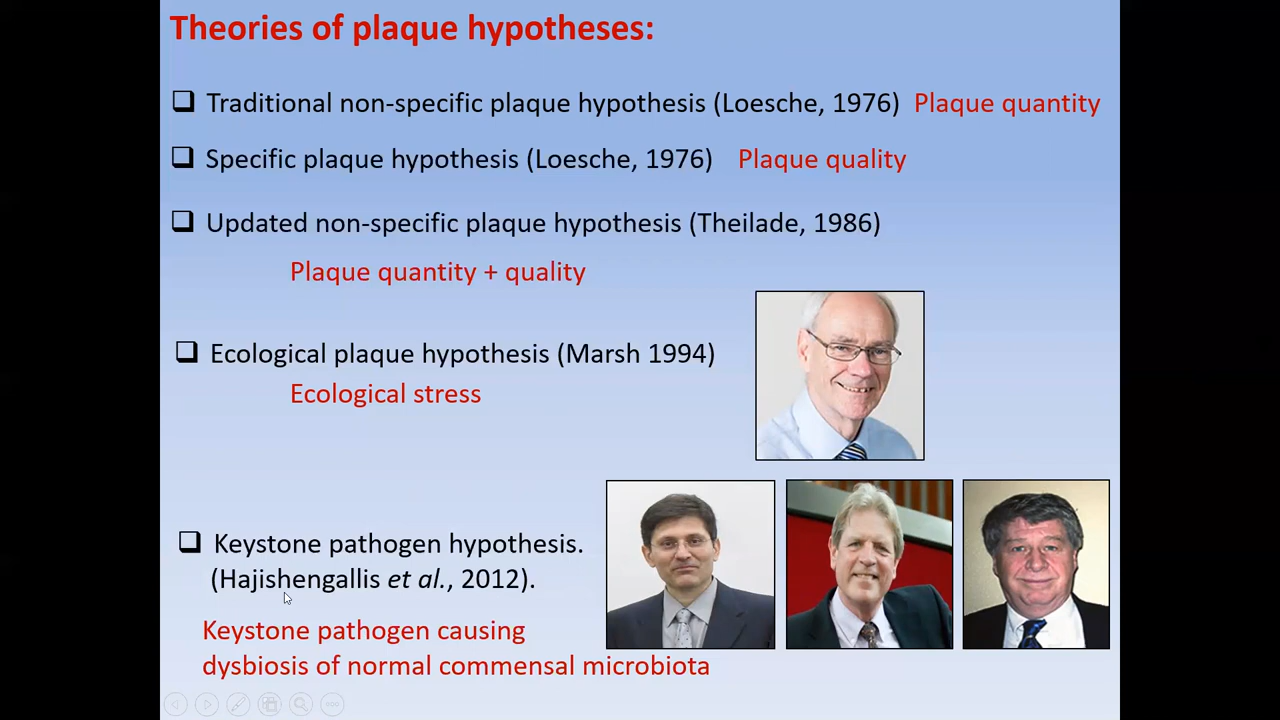 Theories of plaque hypotheses:
Traditional non-specific plaque hypothesis (Loesche, 1976) Plaque quantity
Specific plaque hypothesis (Loesche, 1976) Plaque quality
Updated non-specific plaque hypothesis (Theilade, 1986)
Plaque quantity + quality
Ecological plaque hypothesis (Marsh 1994)
Ecological stress
Keystone pathogen hypothesis.
(Hajishengallis et al., 2012).
Keystone pathogen causing
dysbiosis of normal commensal microbiota